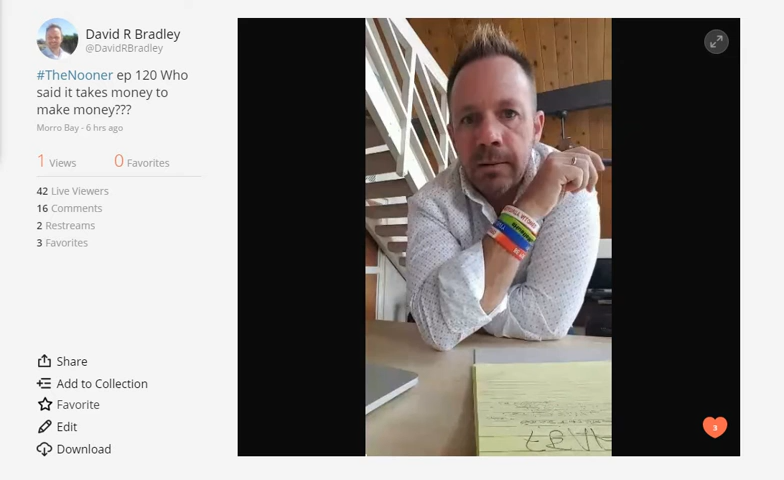 David R Bradley
@DavidRBradley
#TheNooner ep 120 Who
said it takes money to
make money???
Morro Bay - 6 hrs ago
1 Views 0 Favorites
42 Live Viewers
16 Comments
2 Restreams
3 Favorites
Share
Add to Collection
Favorite
Edit
Download
3